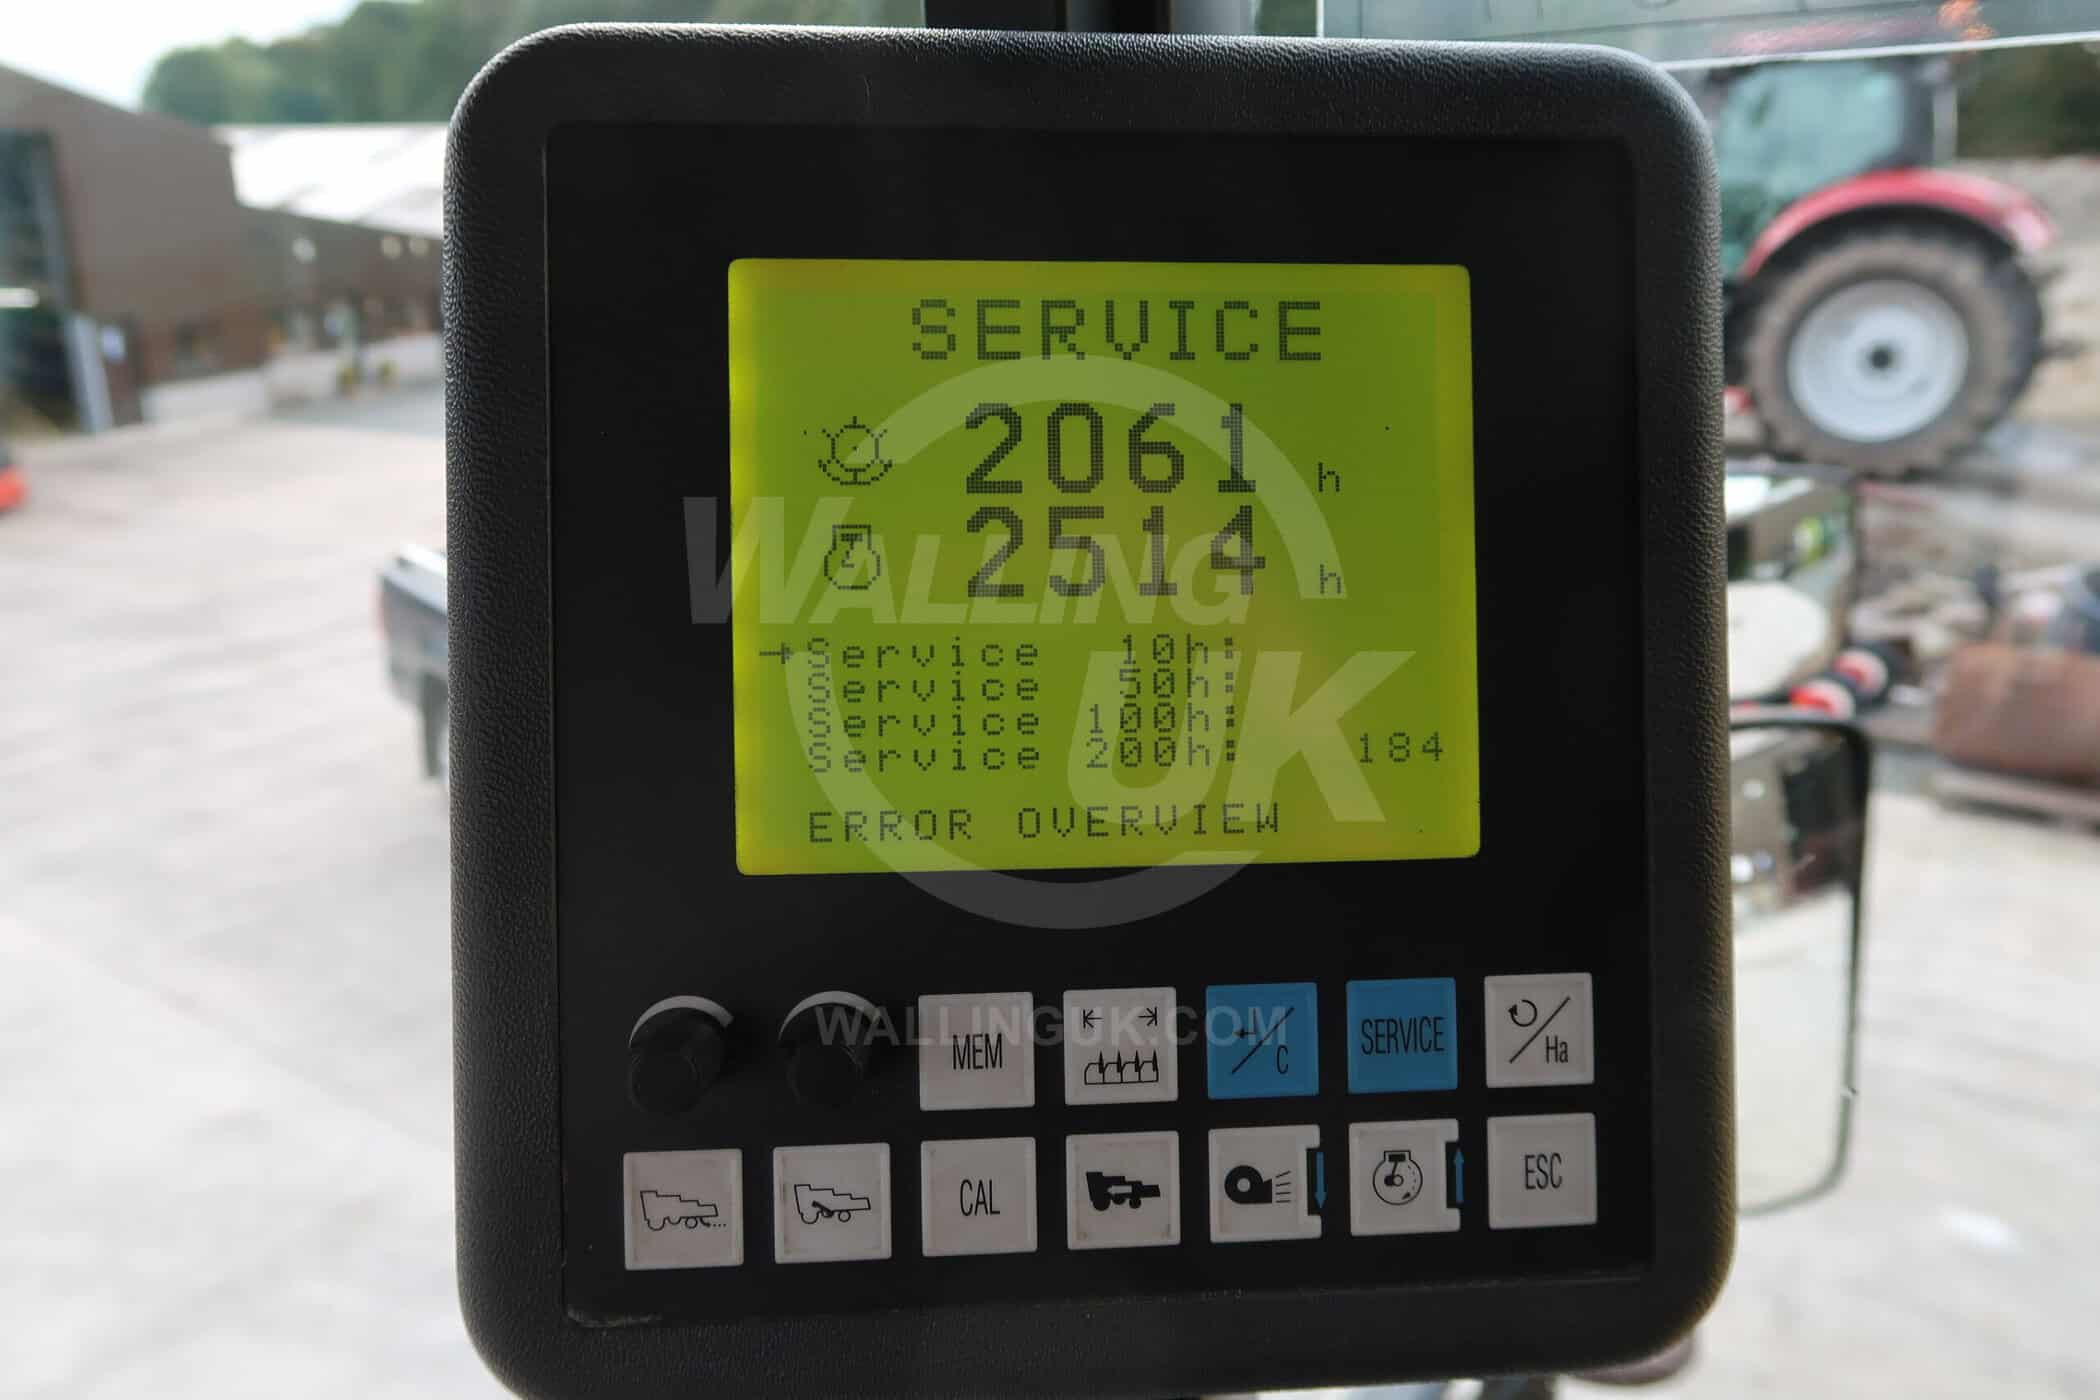 SERVICE
2061 h
2514 h
→Service 10h:
Service 50h:
Service 100h:
Service 200h: 184
ERROR OVERVIEW
WALLING
UK
WALLINGUK.COM
MEM
C
SERVICE
Ha
CAL
ESC